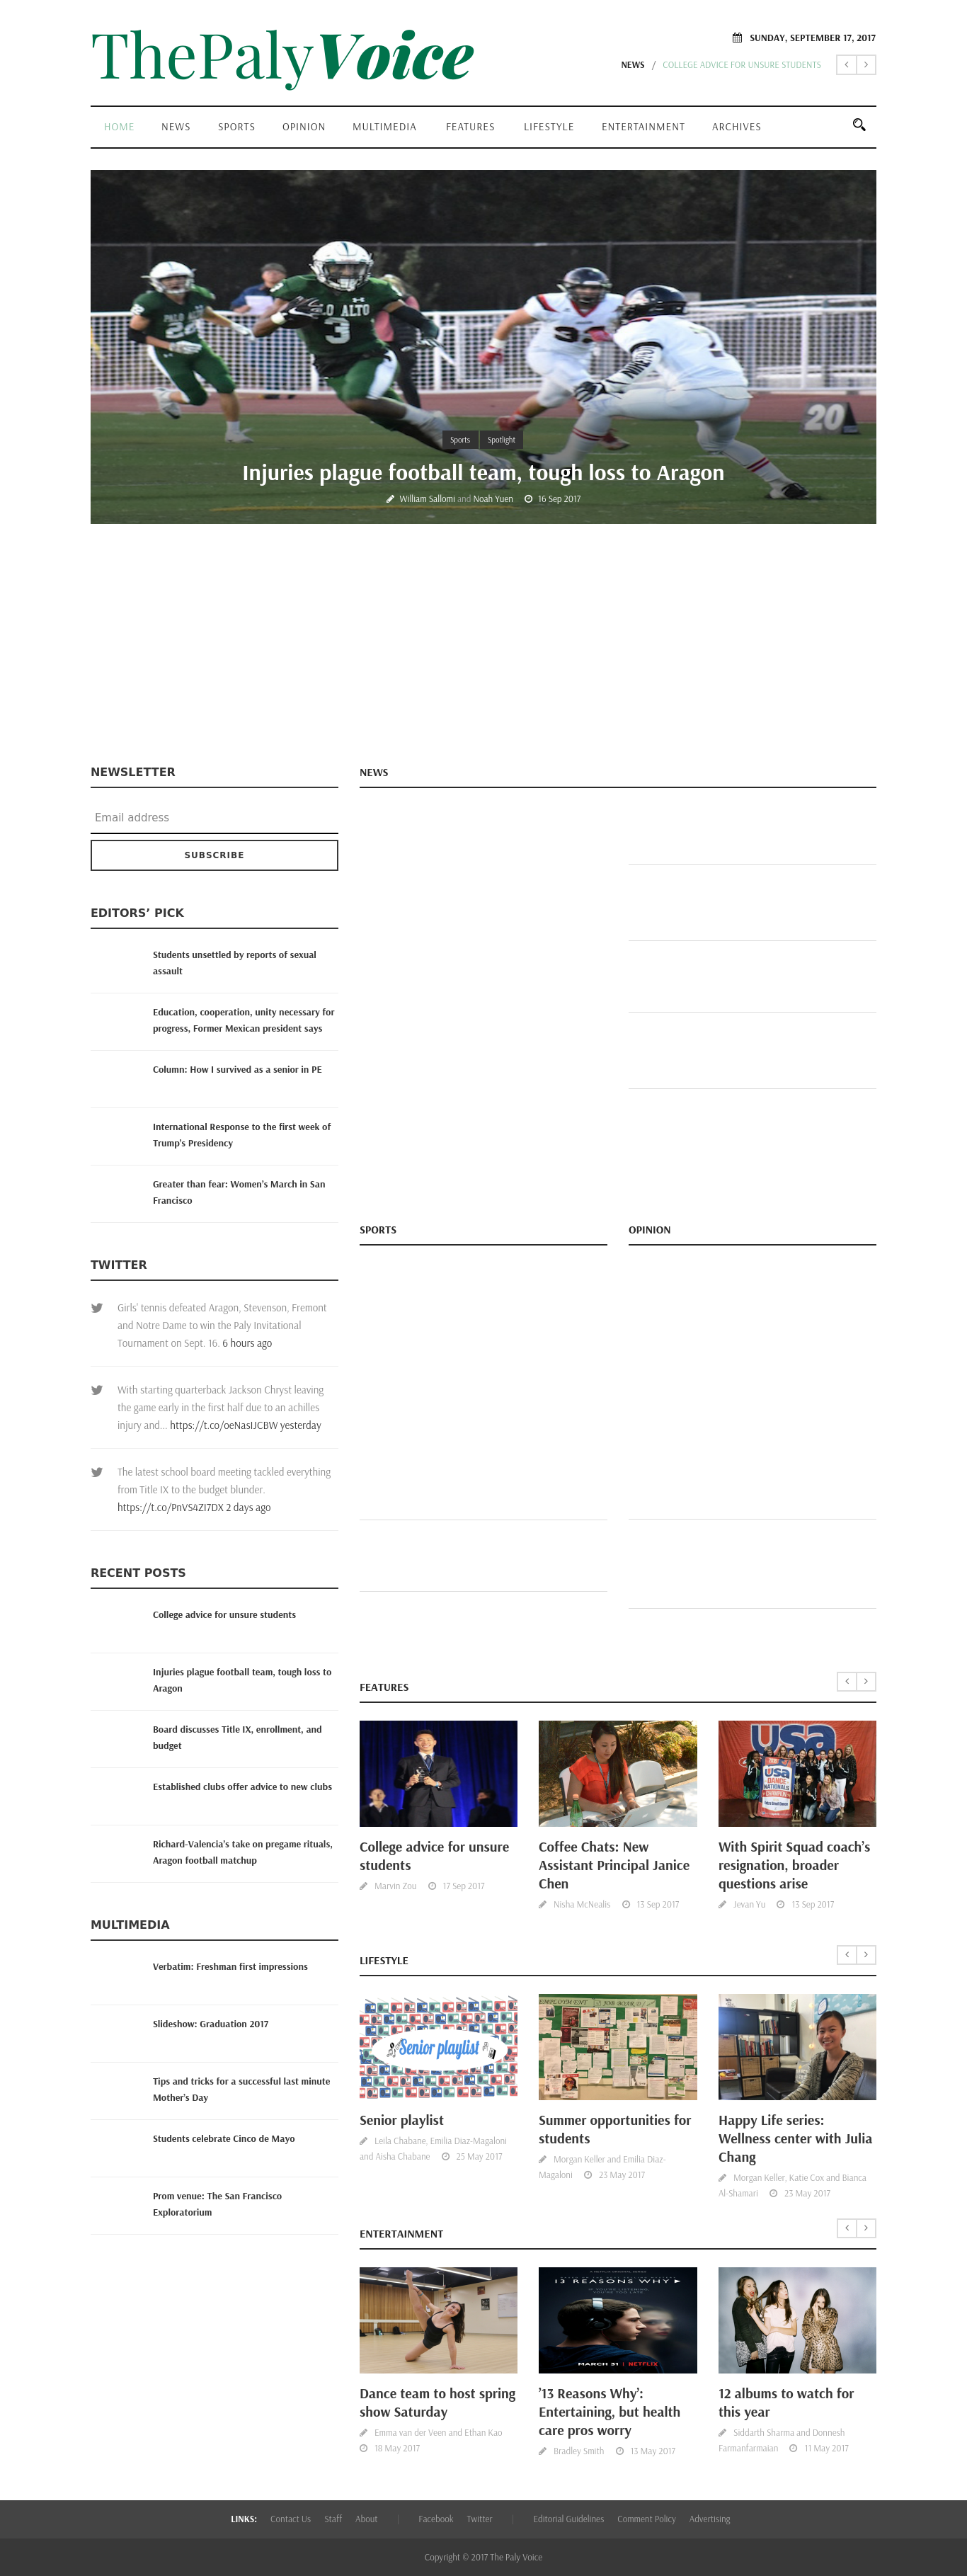 ThePalyVoice
SUNDAY, SEPTEMBER 17, 2017
NEWS / COLLEGE ADVICE FOR UNSURE STUDENTS
HOME NEWS SPORTS OPINION MULTIMEDIA FEATURES LIFESTYLE ENTERTAINMENT ARCHIVES
PALO ALTO
3
20
Sports Spotlight
Injuries plague football team, tough loss to Aragon
William Sallomi and Noah Yuen 16 Sep 2017
NEWSLETTER
Email address
SUBSCRIBE
EDITORS’ PICK
Students unsettled by reports of sexual
assault
Education, cooperation, unity necessary for
progress, Former Mexican president says
Column: How I survived as a senior in PE
International Response to the first week of
Trump's Presidency
Greater than fear: Women's March in San
Francisco
TWITTER
Girls' tennis defeated Aragon, Stevenson, Fremont
and Notre Dame to win the Paly Invitational
Tournament on Sept. 16. 6 hours ago
With starting quarterback Jackson Chryst leaving
the game early in the first half due to an achilles
injury and... https://t.co/oeNasIJCBW yesterday
The latest school board meeting tackled everything
from Title IX to the budget blunder.
https://t.co/PnVS4ZI7DX 2 days ago
RECENT POSTS
College advice for unsure students
Injuries plague football team, tough loss to
Aragon
Board discusses Title IX, enrollment, and
budget
Established clubs offer advice to new clubs
Richard-Valencia's take on pregame rituals,
Aragon football matchup
MULTIMEDIA
Verbatim: Freshman first impressions
Slideshow: Graduation 2017
Tips and tricks for a successful last minute
Mother's Day
Students celebrate Cinco de Mayo
Prom venue: The San Francisco
Exploratorium
NEWS
SPORTS
OPINION
FEATURES
USA
College advice for unsure
students
Marvin Zou 17 Sep 2017
Coffee Chats: New
Assistant Principal Janice
Chen
Nisha McNealis 13 Sep 2017
With Spirit Squad coach’s
resignation, broader
questions arise
Jevan Yu 13 Sep 2017
LIFESTYLE
Senior playlist
Senior playlist
Leila Chabane, Emilia Diaz-Magaloni
and Aisha Chabane 25 May 2017
Summer opportunities for
students
Morgan Keller and Emilia Diaz-
Magaloni 23 May 2017
Happy Life series:
Wellness center with Julia
Chang
Morgan Keller, Katie Cox and Bianca
Al-Shamari 23 May 2017
ENTERTAINMENT
13 REASONS WHY
MARCH 31 | NETFLIX
Dance team to host spring
show Saturday
Emma van der Veen and Ethan Kao
18 May 2017
’13 Reasons Why’:
Entertaining, but health
care pros worry
Bradley Smith 13 May 2017
12 albums to watch for
this year
Siddarth Sharma and Donnesh
Farmanfarmaian 11 May 2017
LINKS: Contact Us Staff About | Facebook Twitter | Editorial Guidelines Comment Policy Advertising
Copyright © 2017 The Paly Voice